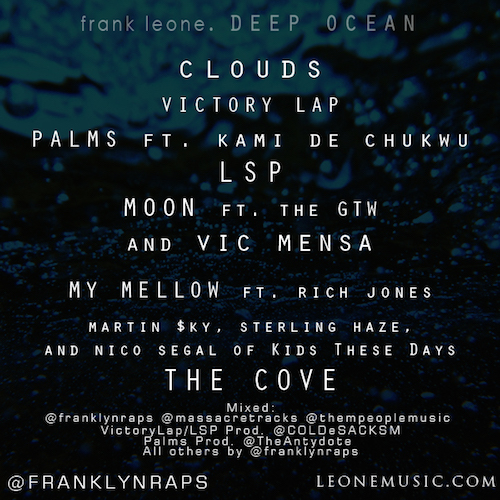 frank leone. DEEP OCEAN
CLOUDS
VICTORY LAP
PALMS FT. KAMI DE CHUKWU
LSP
MOON FT. THE GTW
AND VIC MENSA
MY MELLOW FT. RICH JONES
MARTIN $KY, STERLING HAZE,
AND NICO SEGAL OF KIDS THESE DAYS
THE COVE
Mixed:
@franklynraps @massacretracks @thempeoplemusic
VictoryLap/LSP Prod. @COLDeSACKSM
Palms Prod. @TheAntydote
All others by @franklynraps
@FRANKLYNRAPS
LEONEMUSIC.COM